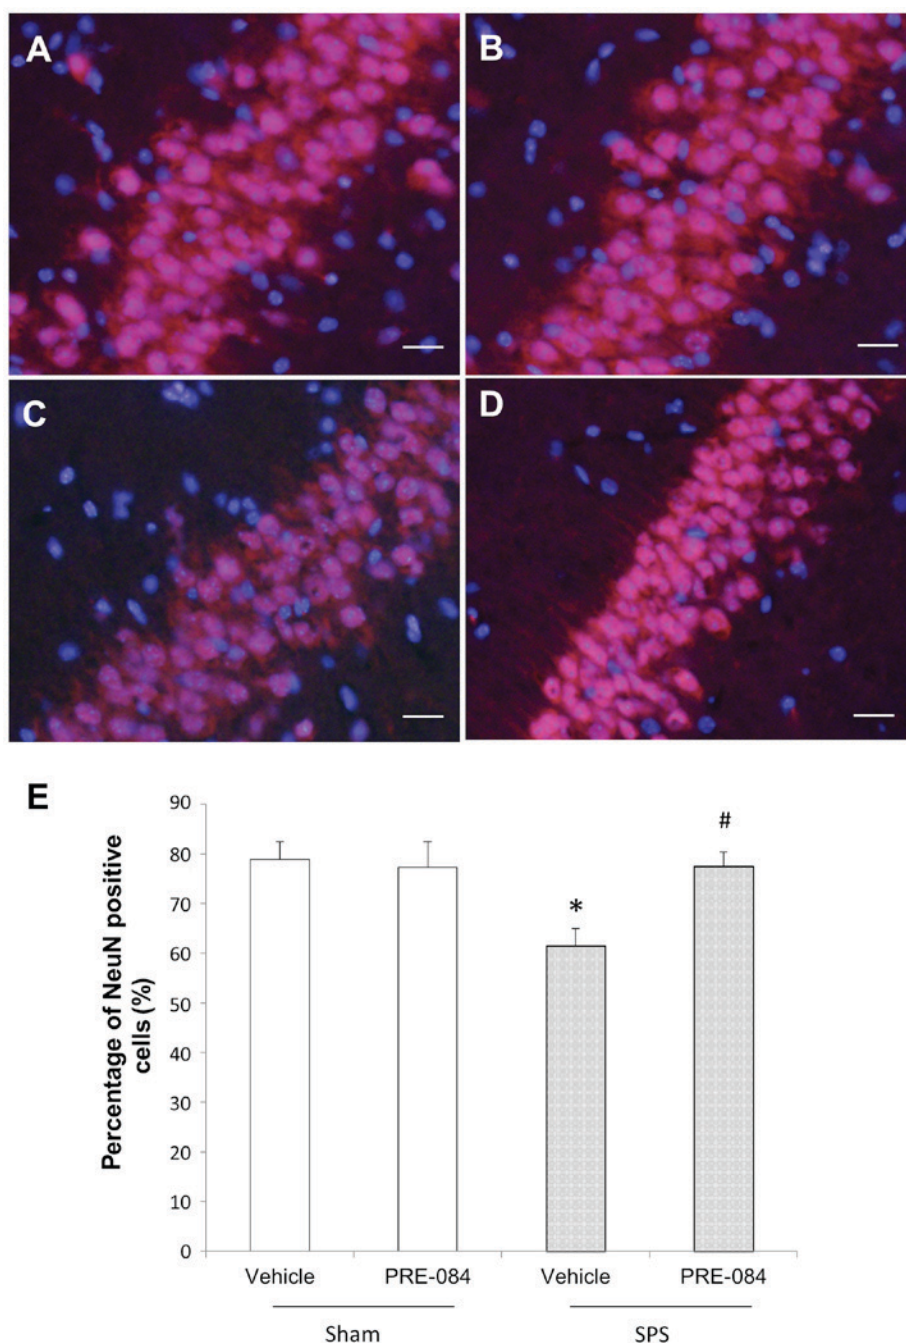 A
B
C
D
E
Percentage of NeuN positive
cells (%)
90
80
70
60
50
40
30
20
10
0
*
#
Vehicle
PRE-084
Vehicle
PRE-084
Sham
SPS